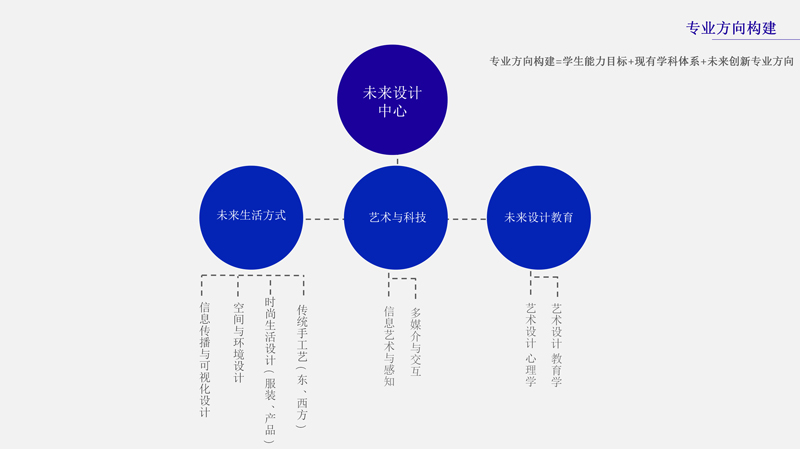 专业方向构建
专业方向构建=学生能力目标+现有学科体系+未来创新专业方向
未来设计
中心
未来生活方式
艺术与科技
未来设计教育
信息传播与可视化设计
空间与环境设计
时尚生活设计(服装、产品)
传统手工艺(东、西方)
信息艺术与感知
多媒介与交互
艺术设计 心理学
艺术设计 教育学